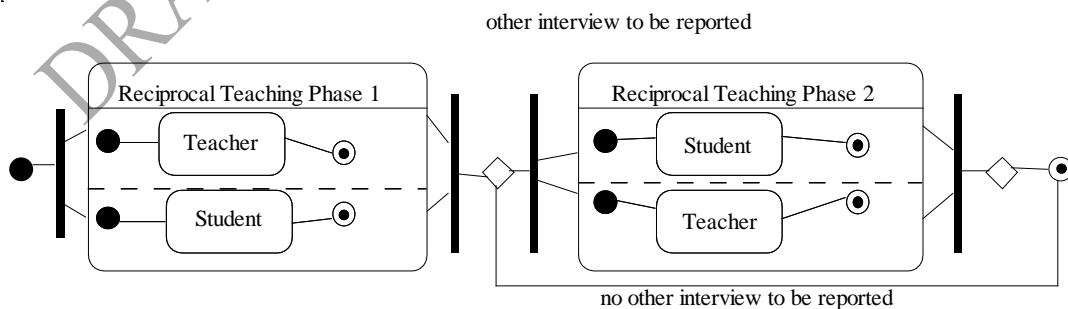 other interview to be reported
DRA
Reciprocal Teaching Phase 1
Reciprocal Teaching Phase 2
Teacher
Student
Student
Teacher
no other interview to be reported